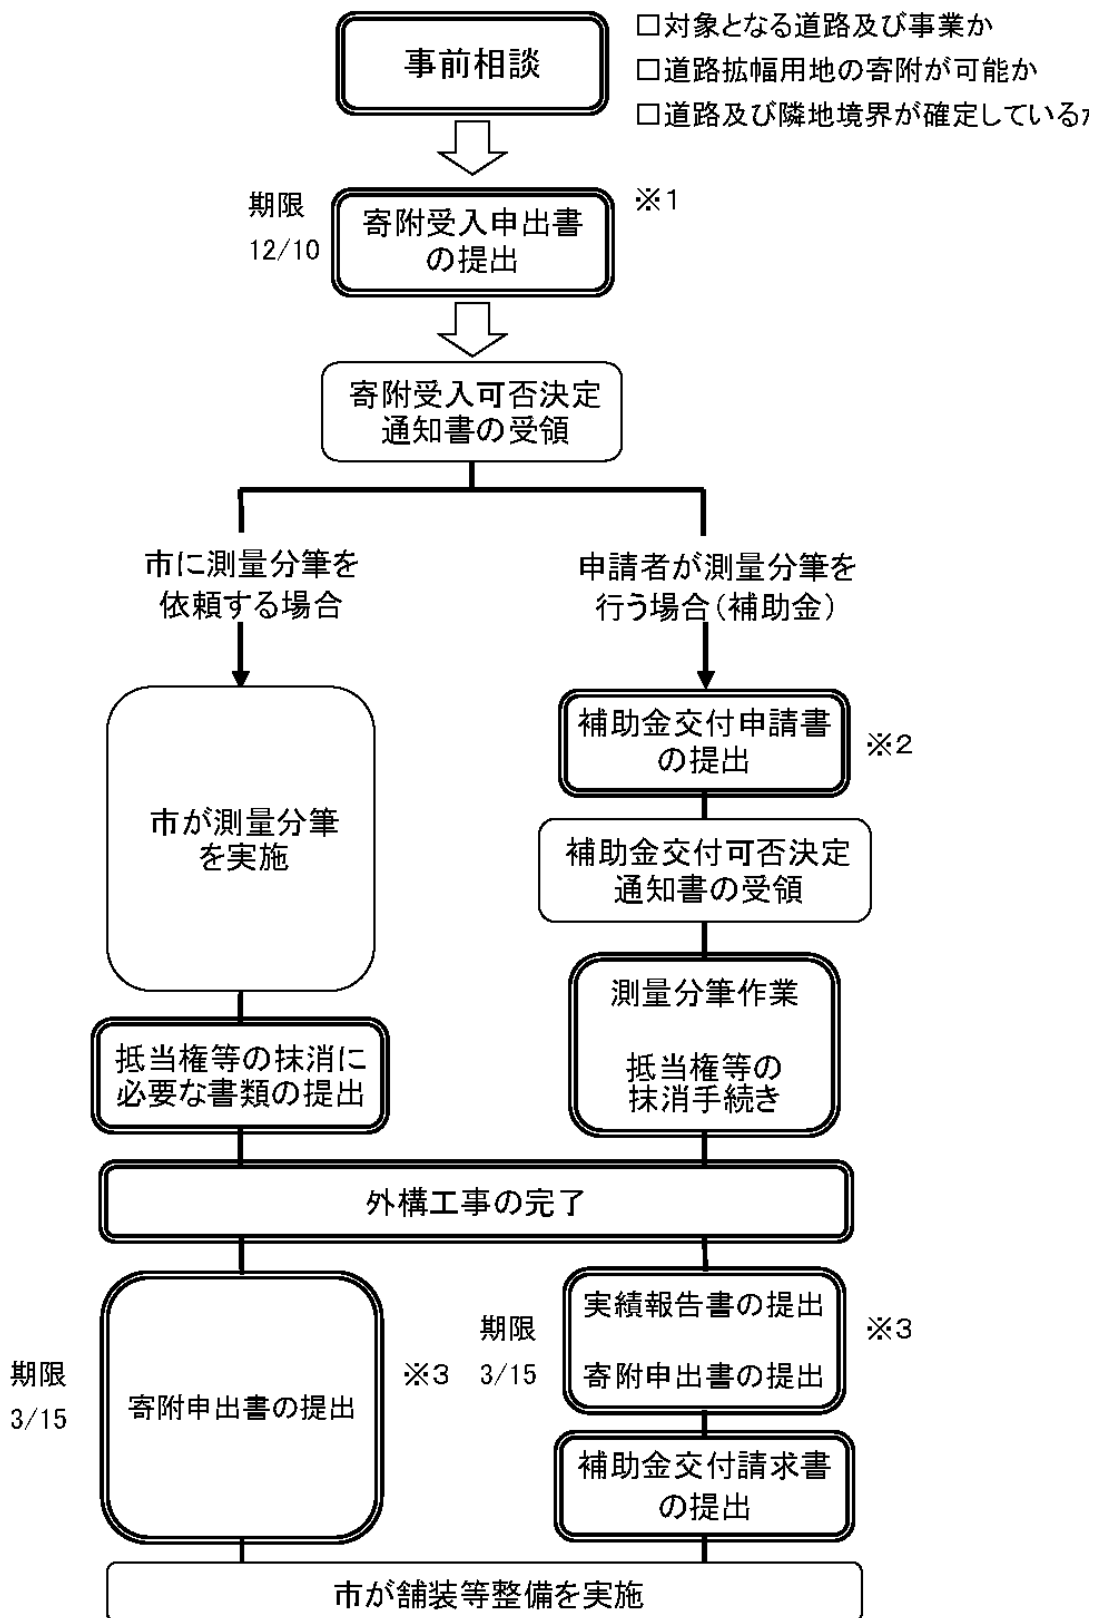 事前相談
□対象となる道路及び事業か
□道路拡幅用地の寄附が可能か
□道路及び隣地境界が確定している
期限
12/10
寄附受入申出書
の提出
※1
寄附受入可否決定
通知書の受領
市に測量分筆を
依頼する場合
申請者が測量分筆を
行う場合(補助金)
市が測量分筆
を実施
補助金交付申請書
の提出
※2
補助金交付可否決定
通知書の受領
測量分筆作業
抵当権等の
抹消手続き
抵当権等の抹消に
必要な書類の提出
外構工事の完了
期限
3/15
寄附申出書の提出
※3
期限
3/15
実績報告書の提出
寄附申出書の提出
※3
補助金交付請求書
の提出
市が舗装等整備を実施